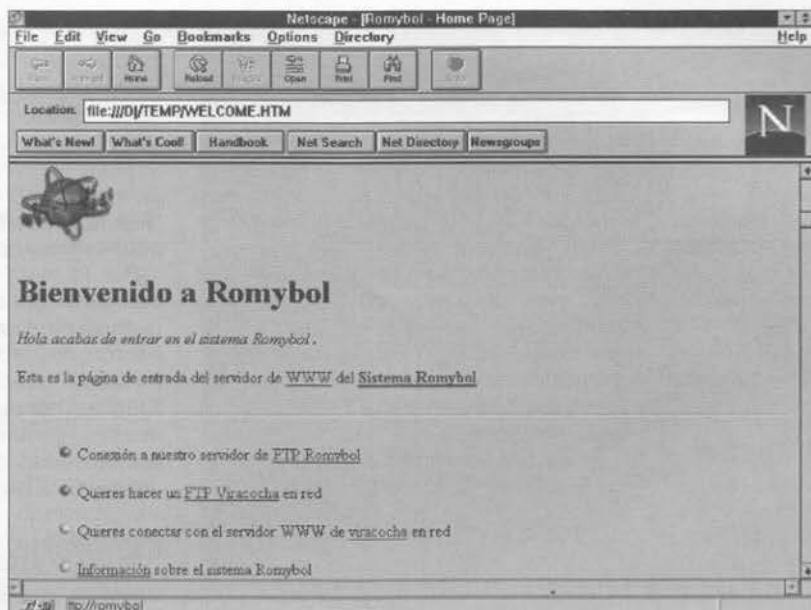 Netscape - [Romybol - Home Page]
File Edit View Go Bookmarks Options Directory Help
Home Reload Open Print Find
Location: file:///D|/TEMP/WELCOME.HTM
N
What's New! What's Cool! Handbook Net Search Net Directory Newsgroups
Bienvenido a Romybol
Hola acabas de entrar en el sistema Romybol .
Esta es la página de entrada del servidor de WWW del Sistema Romybol
Conexión a nuestro servidor de FTP Romybol
Quieres hacer un FTP Viracocha en red
Quieres conectar con el servidor WWW de viracocha en red
Información sobre el sistema Romybol
ftp://romybol